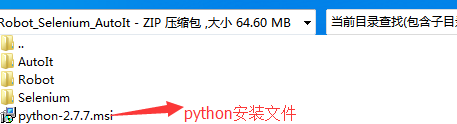 Robot_Selenium_AutoIt - ZIP 压缩包 ,大小 64.60 MB
当前目录查找(包含子目
..
AutoIt
Robot
Selenium
python-2.7.7.msi
python安装文件